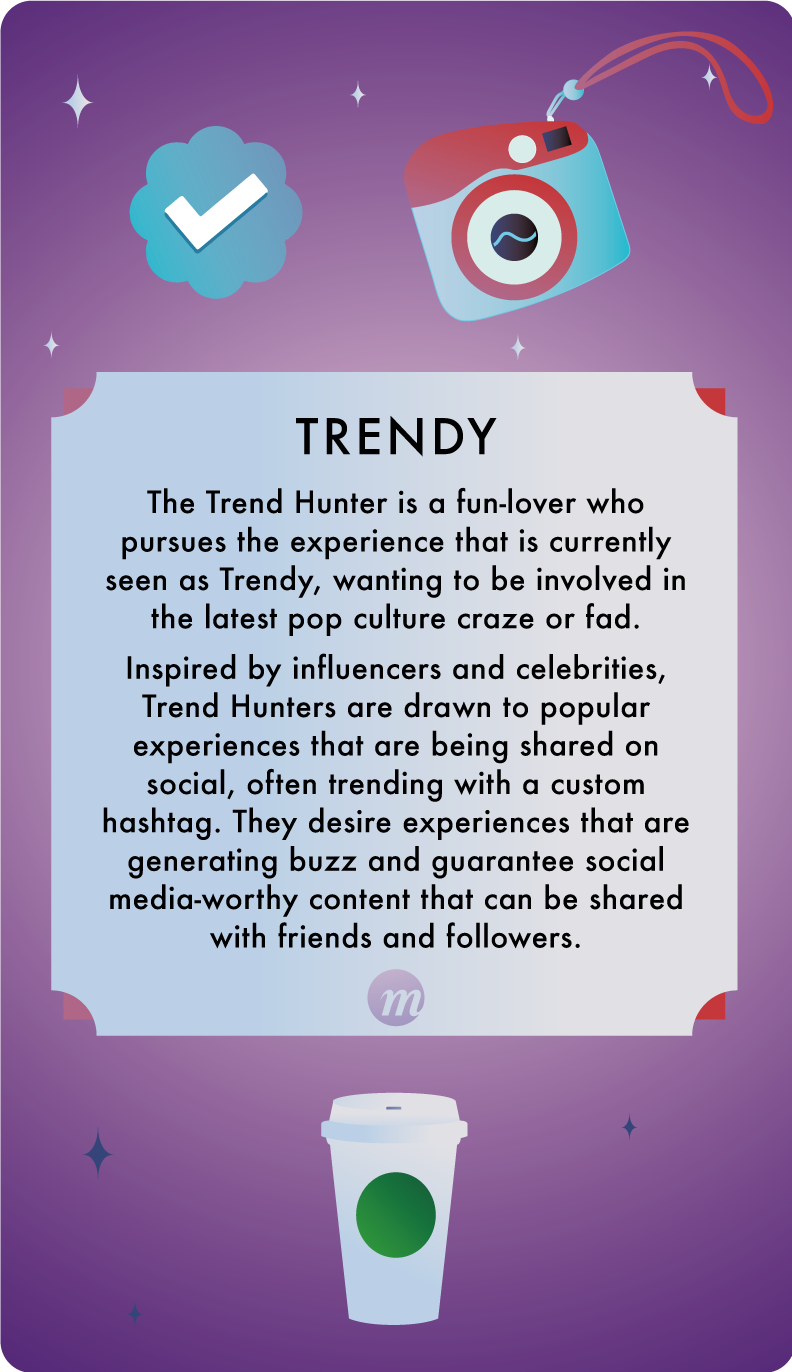 TRENDY
The Trend Hunter is a fun-lover who
pursues the experience that is currently
seen as Trendy, wanting to be involved in
the latest pop culture craze or fad.
Inspired by influencers and celebrities,
Trend Hunters are drawn to popular
experiences that are being shared on
social, often trending with a custom
hashtag. They desire experiences that are
generating buzz and guarantee social
media-worthy content that can be shared
with friends and followers.
m